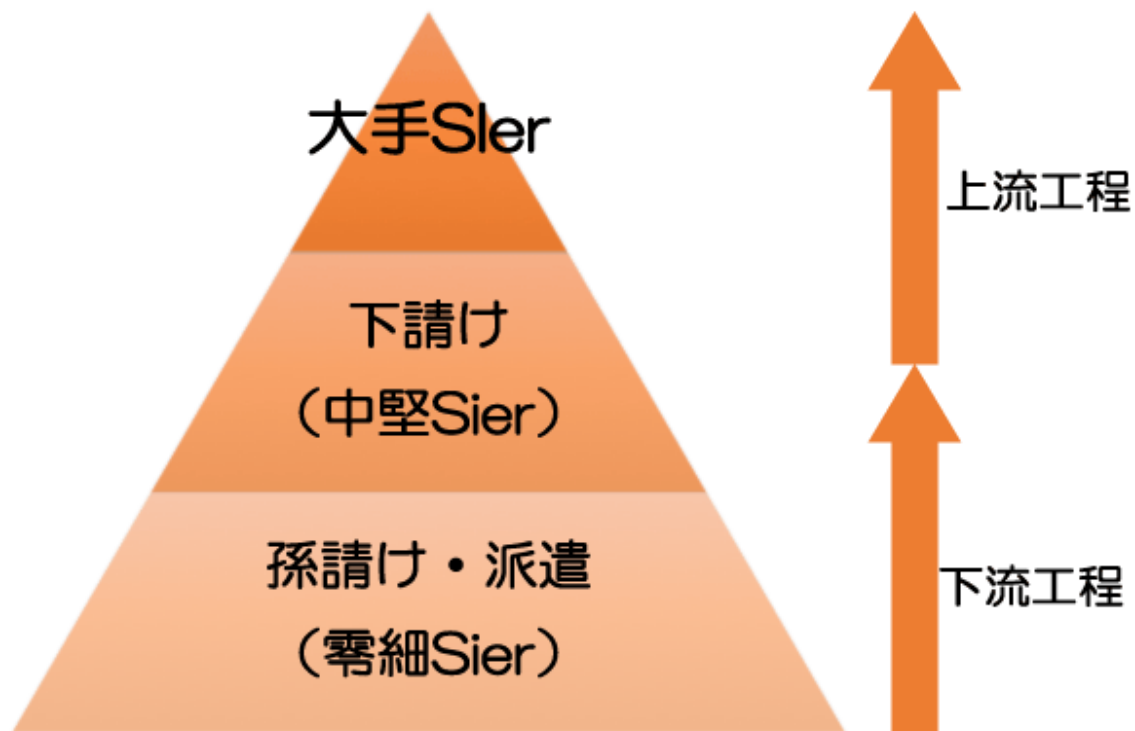 大手SIer
上流工程
下請け
（中堅Sier）
孫請け・派遣
下流工程
（零細Sier）